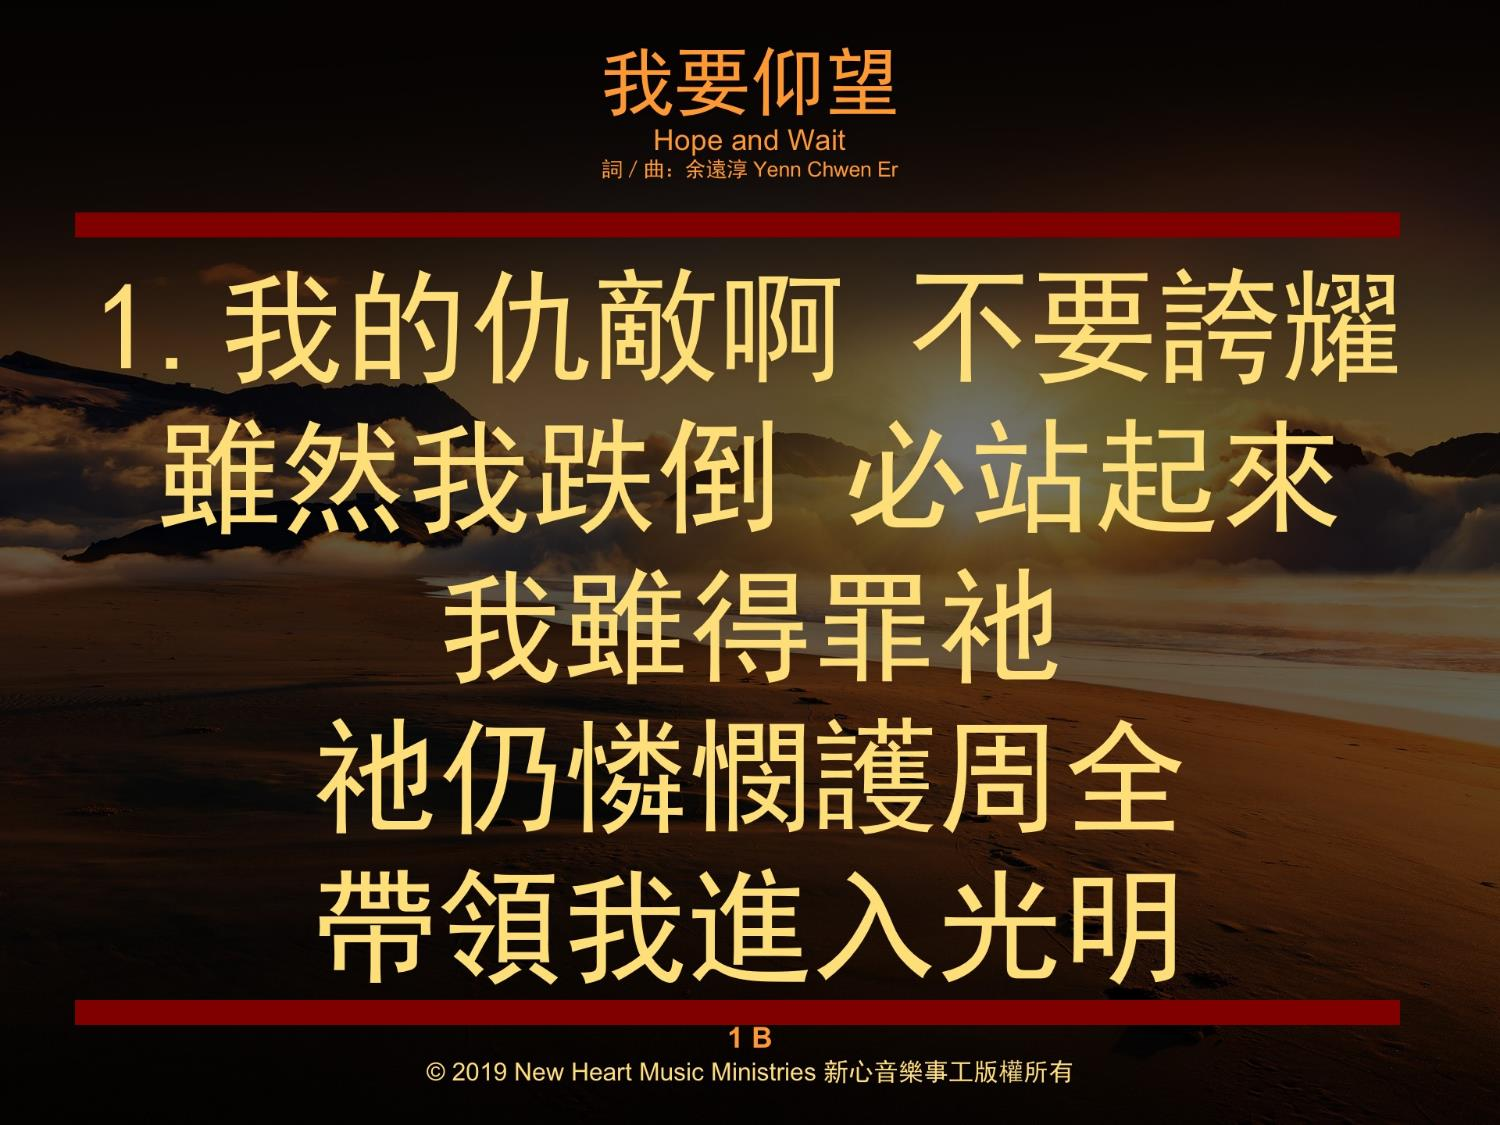 我要仰望
Hope and Wait
詞 / 曲：余遠淳 Yenn Chwen Er
1. 我的仇敵啊 不要誇耀
雖然我跌倒 必站起來
我雖得罪祂
祂仍憐憫護周全
帶領我進入光明
1 B
© 2019 New Heart Music Ministries 新心音樂事工版權所有